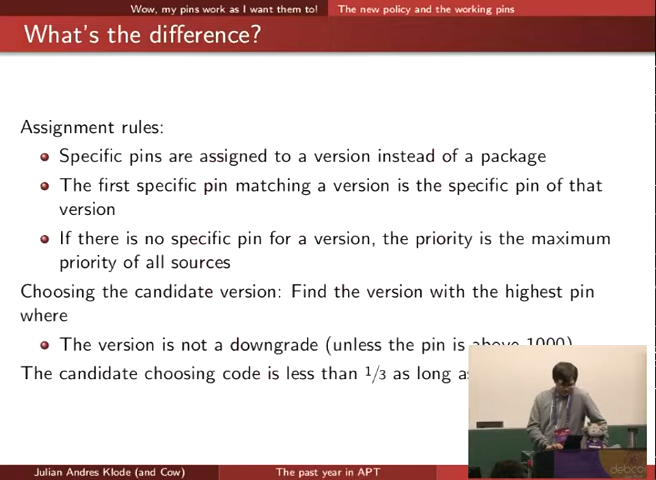 Wow, my pins work as I want them to! The new policy and the working pins
What's the difference?
Assignment rules:
Specific pins are assigned to a version instead of a package
The first specific pin matching a version is the specific pin of that
version
If there is no specific pin for a version, the priority is the maximum
priority of all sources
Choosing the candidate version: Find the version with the highest pin
where
The version is not a downgrade (unless the pin is above 1000)
The candidate choosing code is less than 1/3 as long as
debco
Julian Andres Klode (and Cow) The past year in APT